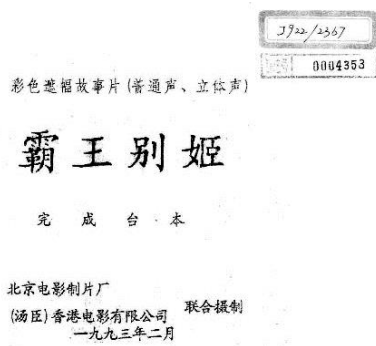 J922/2367
0004353
彩色遮幅故事片(普通声、立体声)
霸王别姬
完成台本
北京电影制片厂
(汤臣)香港电影有限公司 联合摄制
一九九三年二月